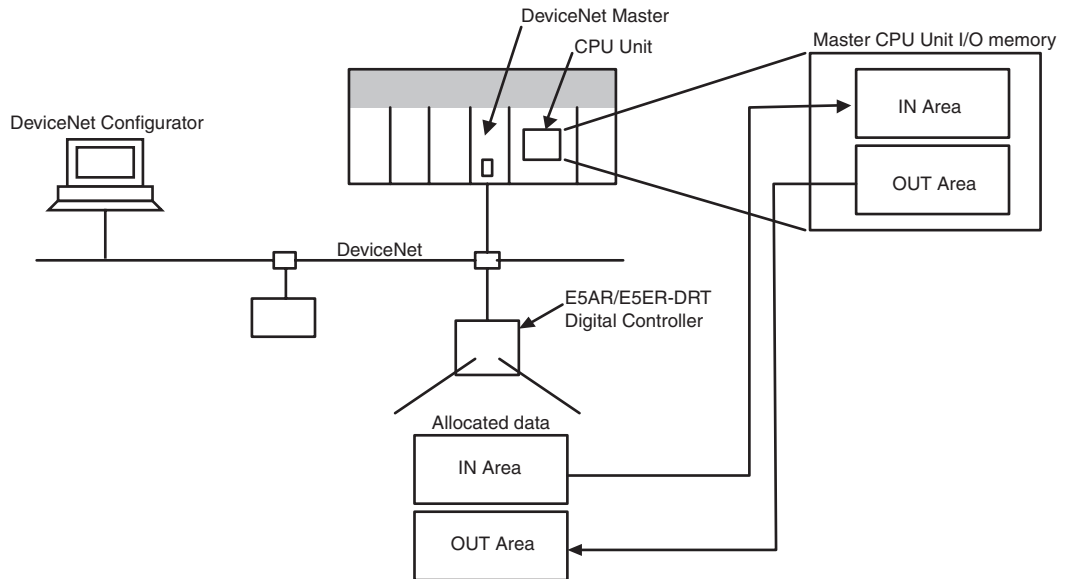 DeviceNet Master
CPU Unit
Master CPU Unit I/O memory
IN Area
OUT Area
DeviceNet Configurator
DeviceNet
E5AR/E5ER-DRT
Digital Controller
Allocated data
IN Area
OUT Area